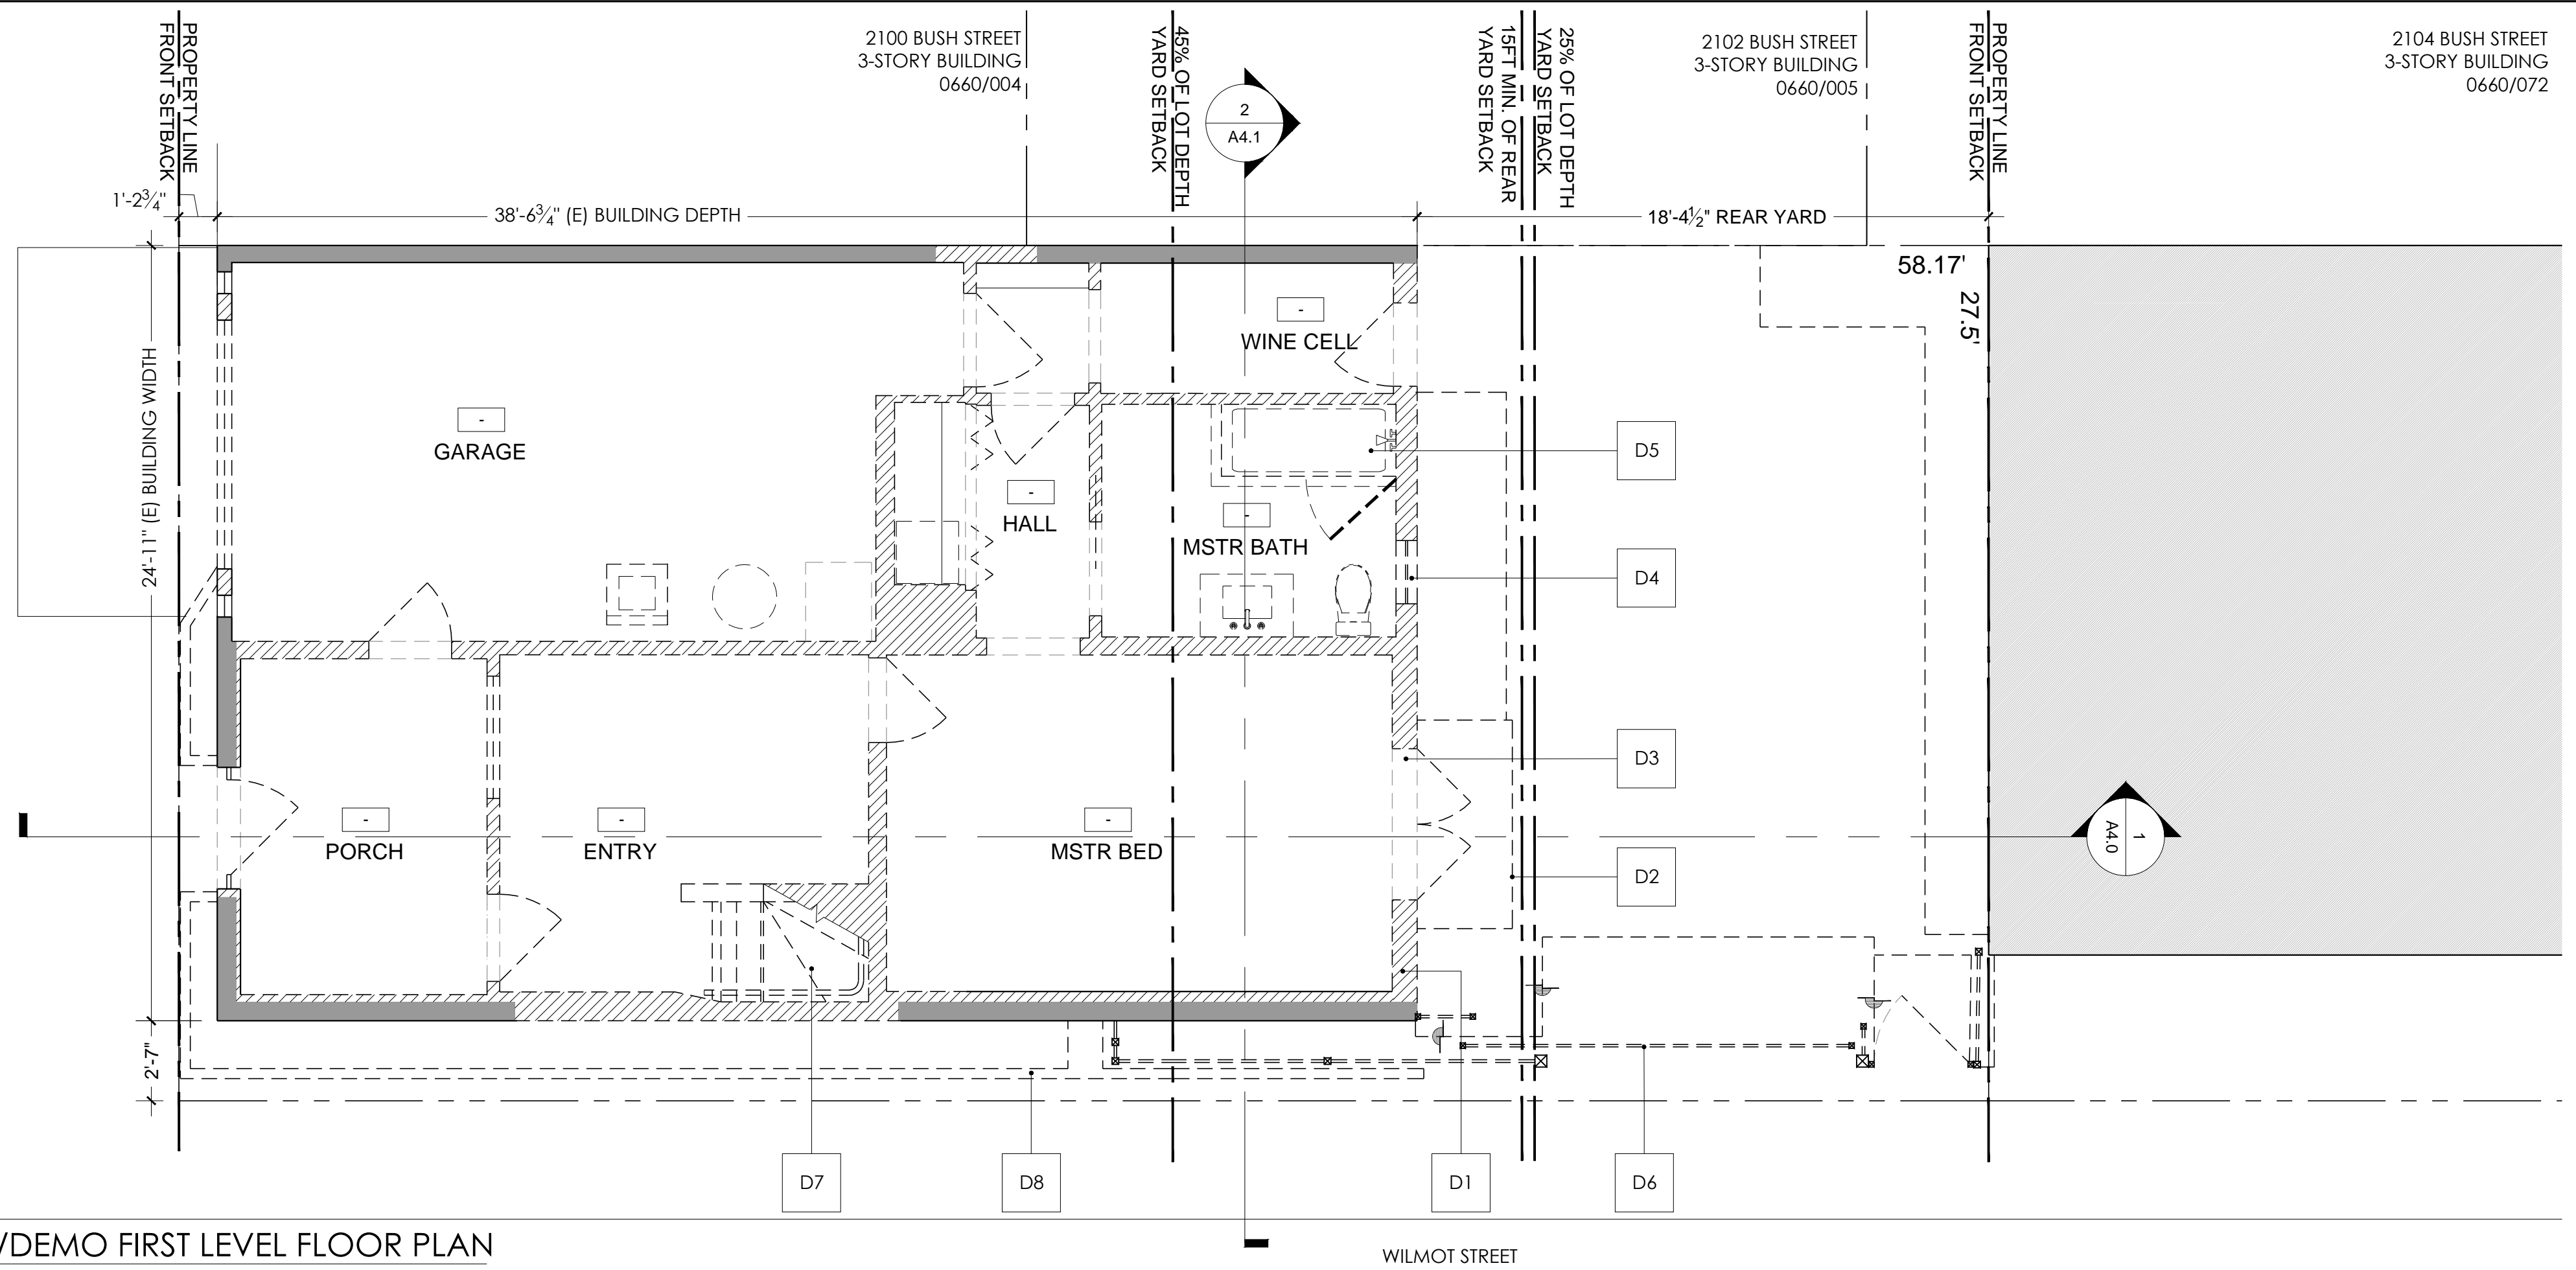 PROPERTY LINE
FRONT SETBACK
2100 BUSH STREET
3-STORY BUILDING
0660/004
45% OF LOT DEPTH
YARD SETBACK
2
A4.1
25% OF LOT DEPTH
YARD SETBACK
15FT MIN. OF REAR
YARD SETBACK
2102 BUSH STREET
3-STORY BUILDING
0660/005
PROPERTY LINE
FRONT SETBACK
2104 BUSH STREET
3-STORY BUILDING
0660/072
1'-2¾"
38'-6¾" (E) BUILDING DEPTH
18'-4½" REAR YARD
58.17'
27.5'
24'-11" (E) BUILDING WIDTH
-
WINE CELL
-
GARAGE
D5
-
HALL
-
MSTR BATH
D4
D3
-
PORCH
-
ENTRY
-
MSTR BED
1
A4.0
D2
2'-7"
D7
D8
D1
D6
/DEMO FIRST LEVEL FLOOR PLAN
WILMOT STREET